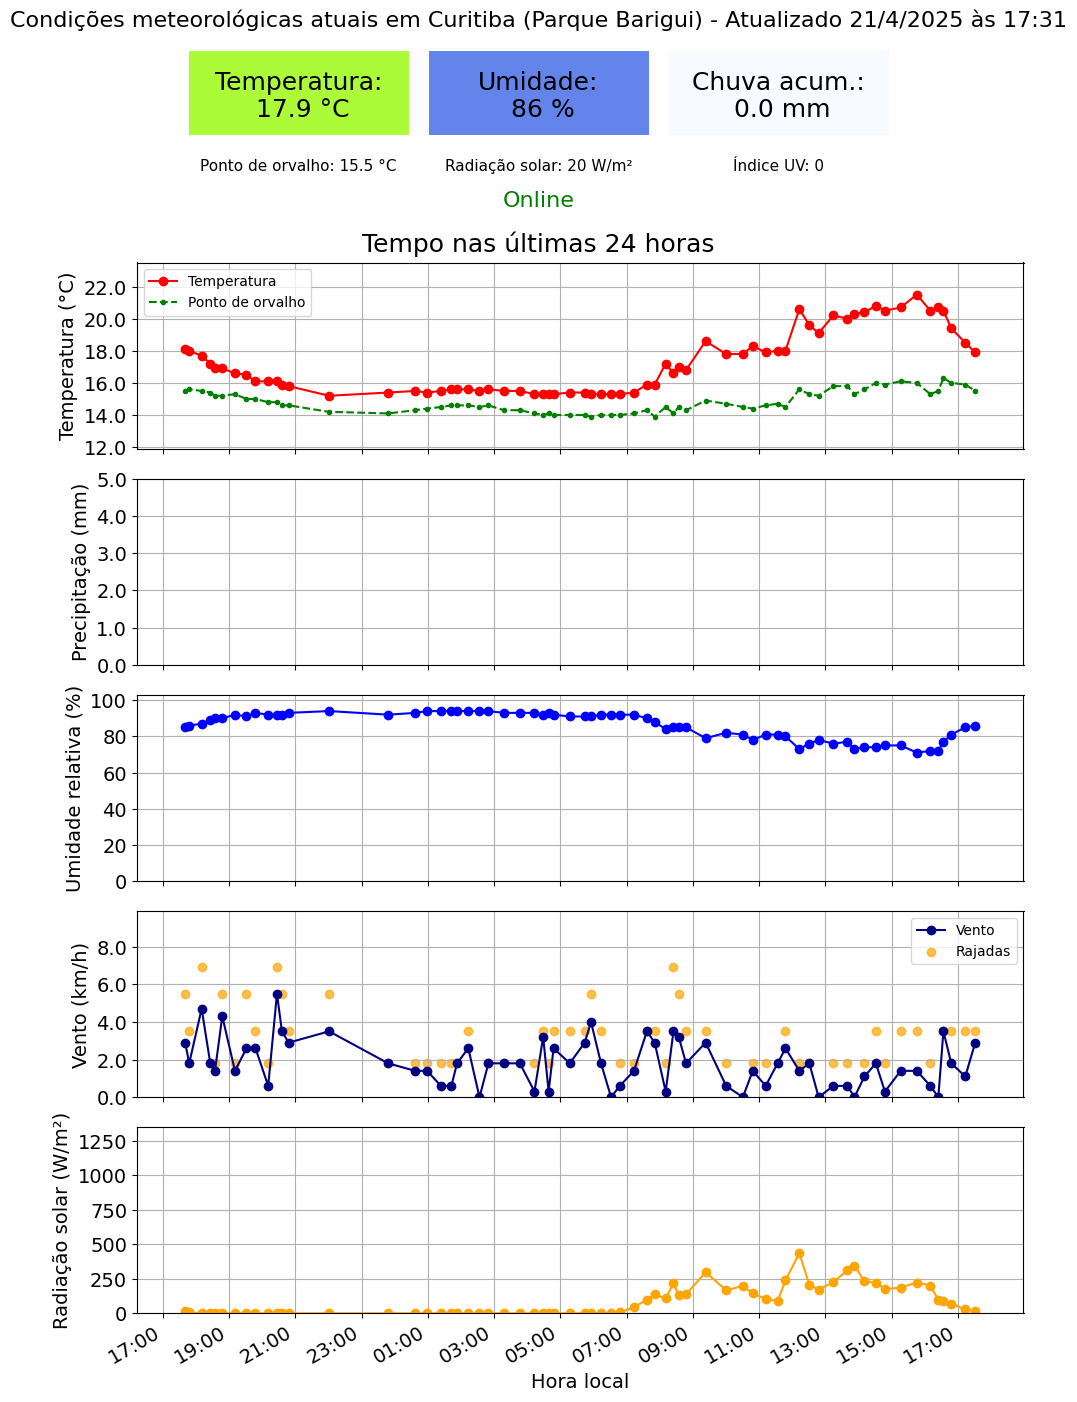 Condições meteorológicas atuais em Curitiba (Parque Barigui) - Atualizado 21/4/2025 às 17:31
Temperatura:
17.9 °C
Umidade:
86 %
Chuva acum.:
0.0 mm
Ponto de orvalho: 15.5 °C
Radiação solar: 20 W/m²
Índice UV: 0
Online
Tempo nas últimas 24 horas
Temperatura (°C)
22.0
20.0
18.0
16.0
14.0
12.0
Temperatura
Ponto de orvalho
Precipitação (mm)
5.0
4.0
3.0
2.0
1.0
0.0
Umidade relativa (%)
100
80
60
40
20
0
Vento (km/h)
8.0
6.0
4.0
2.0
0.0
Vento
Rajadas
Radiação solar (W/m²)
1250
1000
750
500
250
0
17:00
19:00
21:00
23:00
01:00
03:00
05:00
07:00
09:00
11:00
13:00
15:00
17:00
Hora local